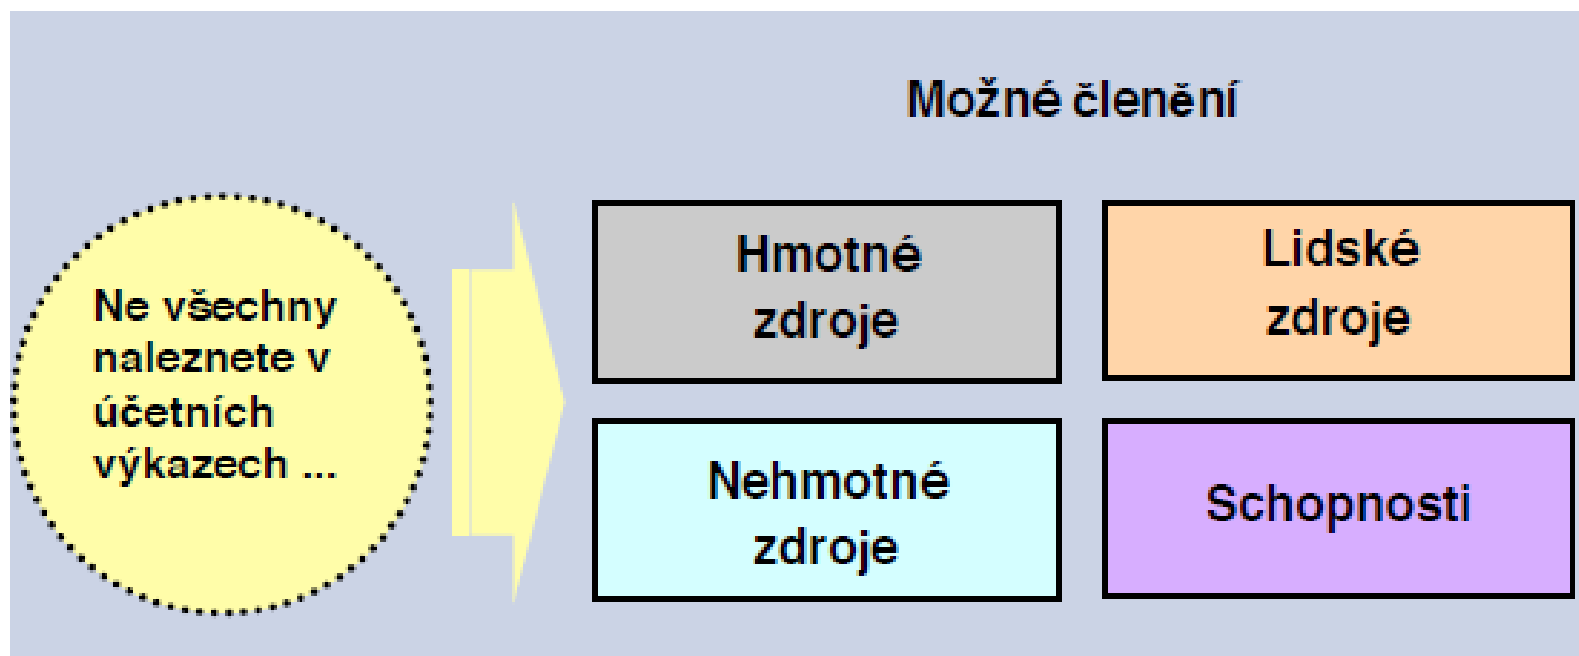 Možné členění
Ne všechny
naleznete v
účetních
výkazech ...
Hmotné
zdroje
Lidské
zdroje
Nehmotné
zdroje
Schopnosti